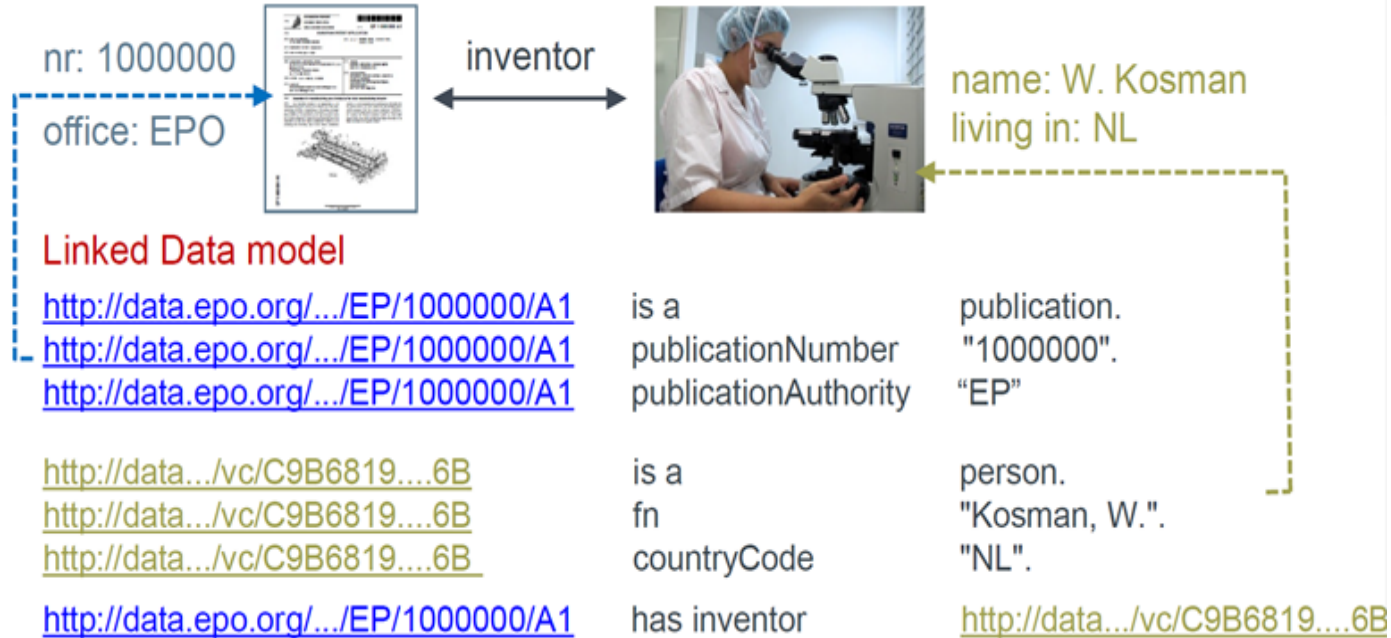 nr: 1000000
office: EPO
inventor
name: W. Kosman
living in: NL
Linked Data model
http://data.epo.org/.../EP/1000000/A1 is a publication.
http://data.epo.org/.../EP/1000000/A1 publicationNumber "1000000".
http://data.epo.org/.../EP/1000000/A1 publicationAuthority “EP”
http://data.../vc/C9B6819....6B is a person.
http://data.../vc/C9B6819....6B fn "Kosman, W.".
http://data.../vc/C9B6819....6B countryCode "NL".
http://data.epo.org/.../EP/1000000/A1 has inventor http://data.../vc/C9B6819....6B